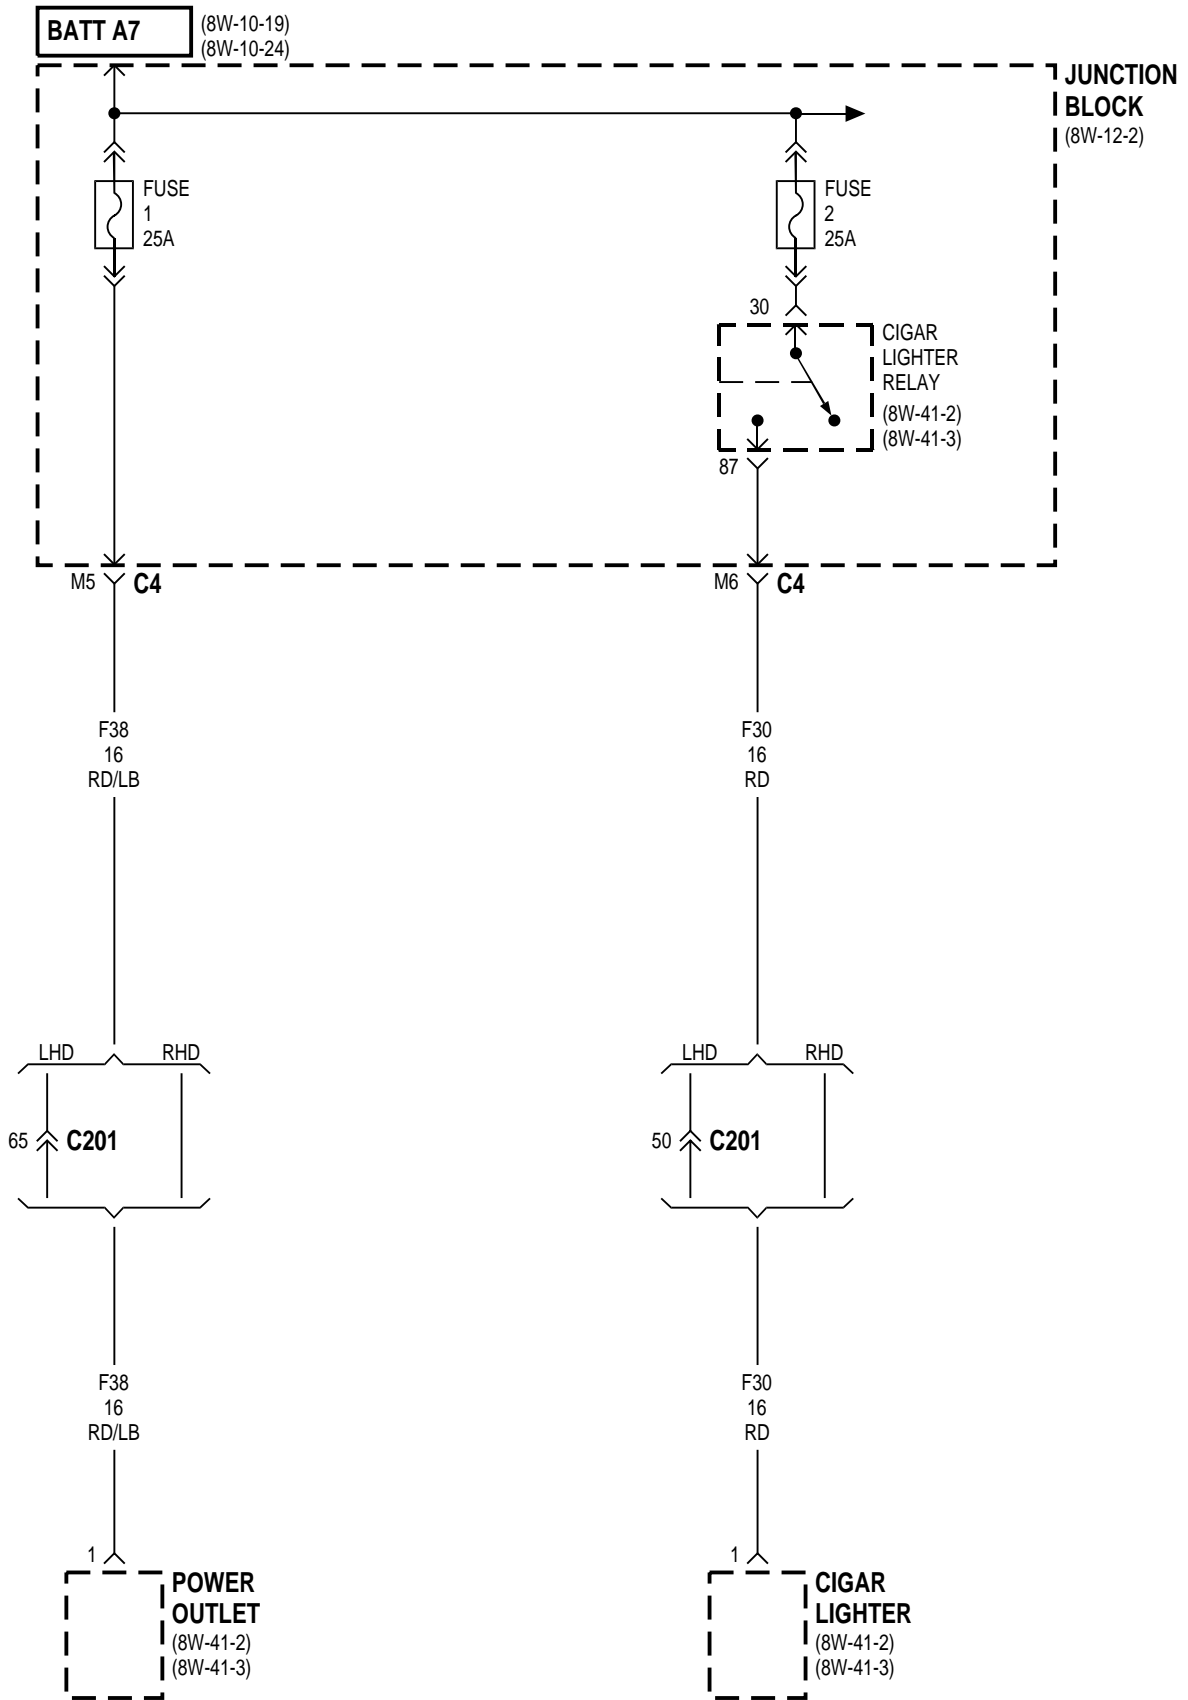 BATT A7
(8W-10-19)
(8W-10-24)
JUNCTION
BLOCK
(8W-12-2)
FUSE
1
25A
FUSE
2
25A
30
CIGAR
LIGHTER
RELAY
(8W-41-2)
(8W-41-3)
87
M5
C4
M6
C4
F38
16
RD/LB
F30
16
RD
LHD
RHD
LHD
RHD
65
C201
50
C201
F38
16
RD/LB
F30
16
RD
1
POWER
OUTLET
(8W-41-2)
(8W-41-3)
1
CIGAR
LIGHTER
(8W-41-2)
(8W-41-3)